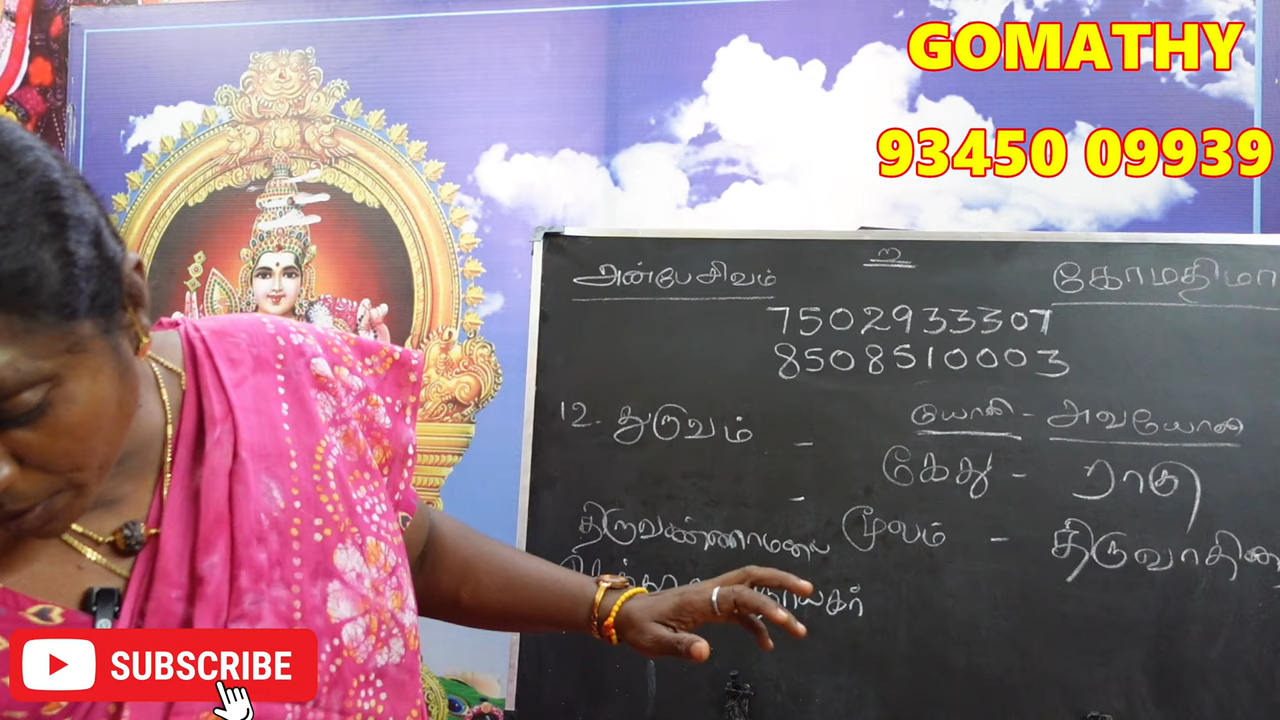 GOMATHY
93450 09939
உ
அன்பே சிவம்
கோமதிமா
7502933307
8508510003
12. துருவம் -
யோகி - அவயோகி
கேது - ராகு
-
திருவண்ணாமலை
மூலம் - திருவாதிரை
SUBSCRIBE